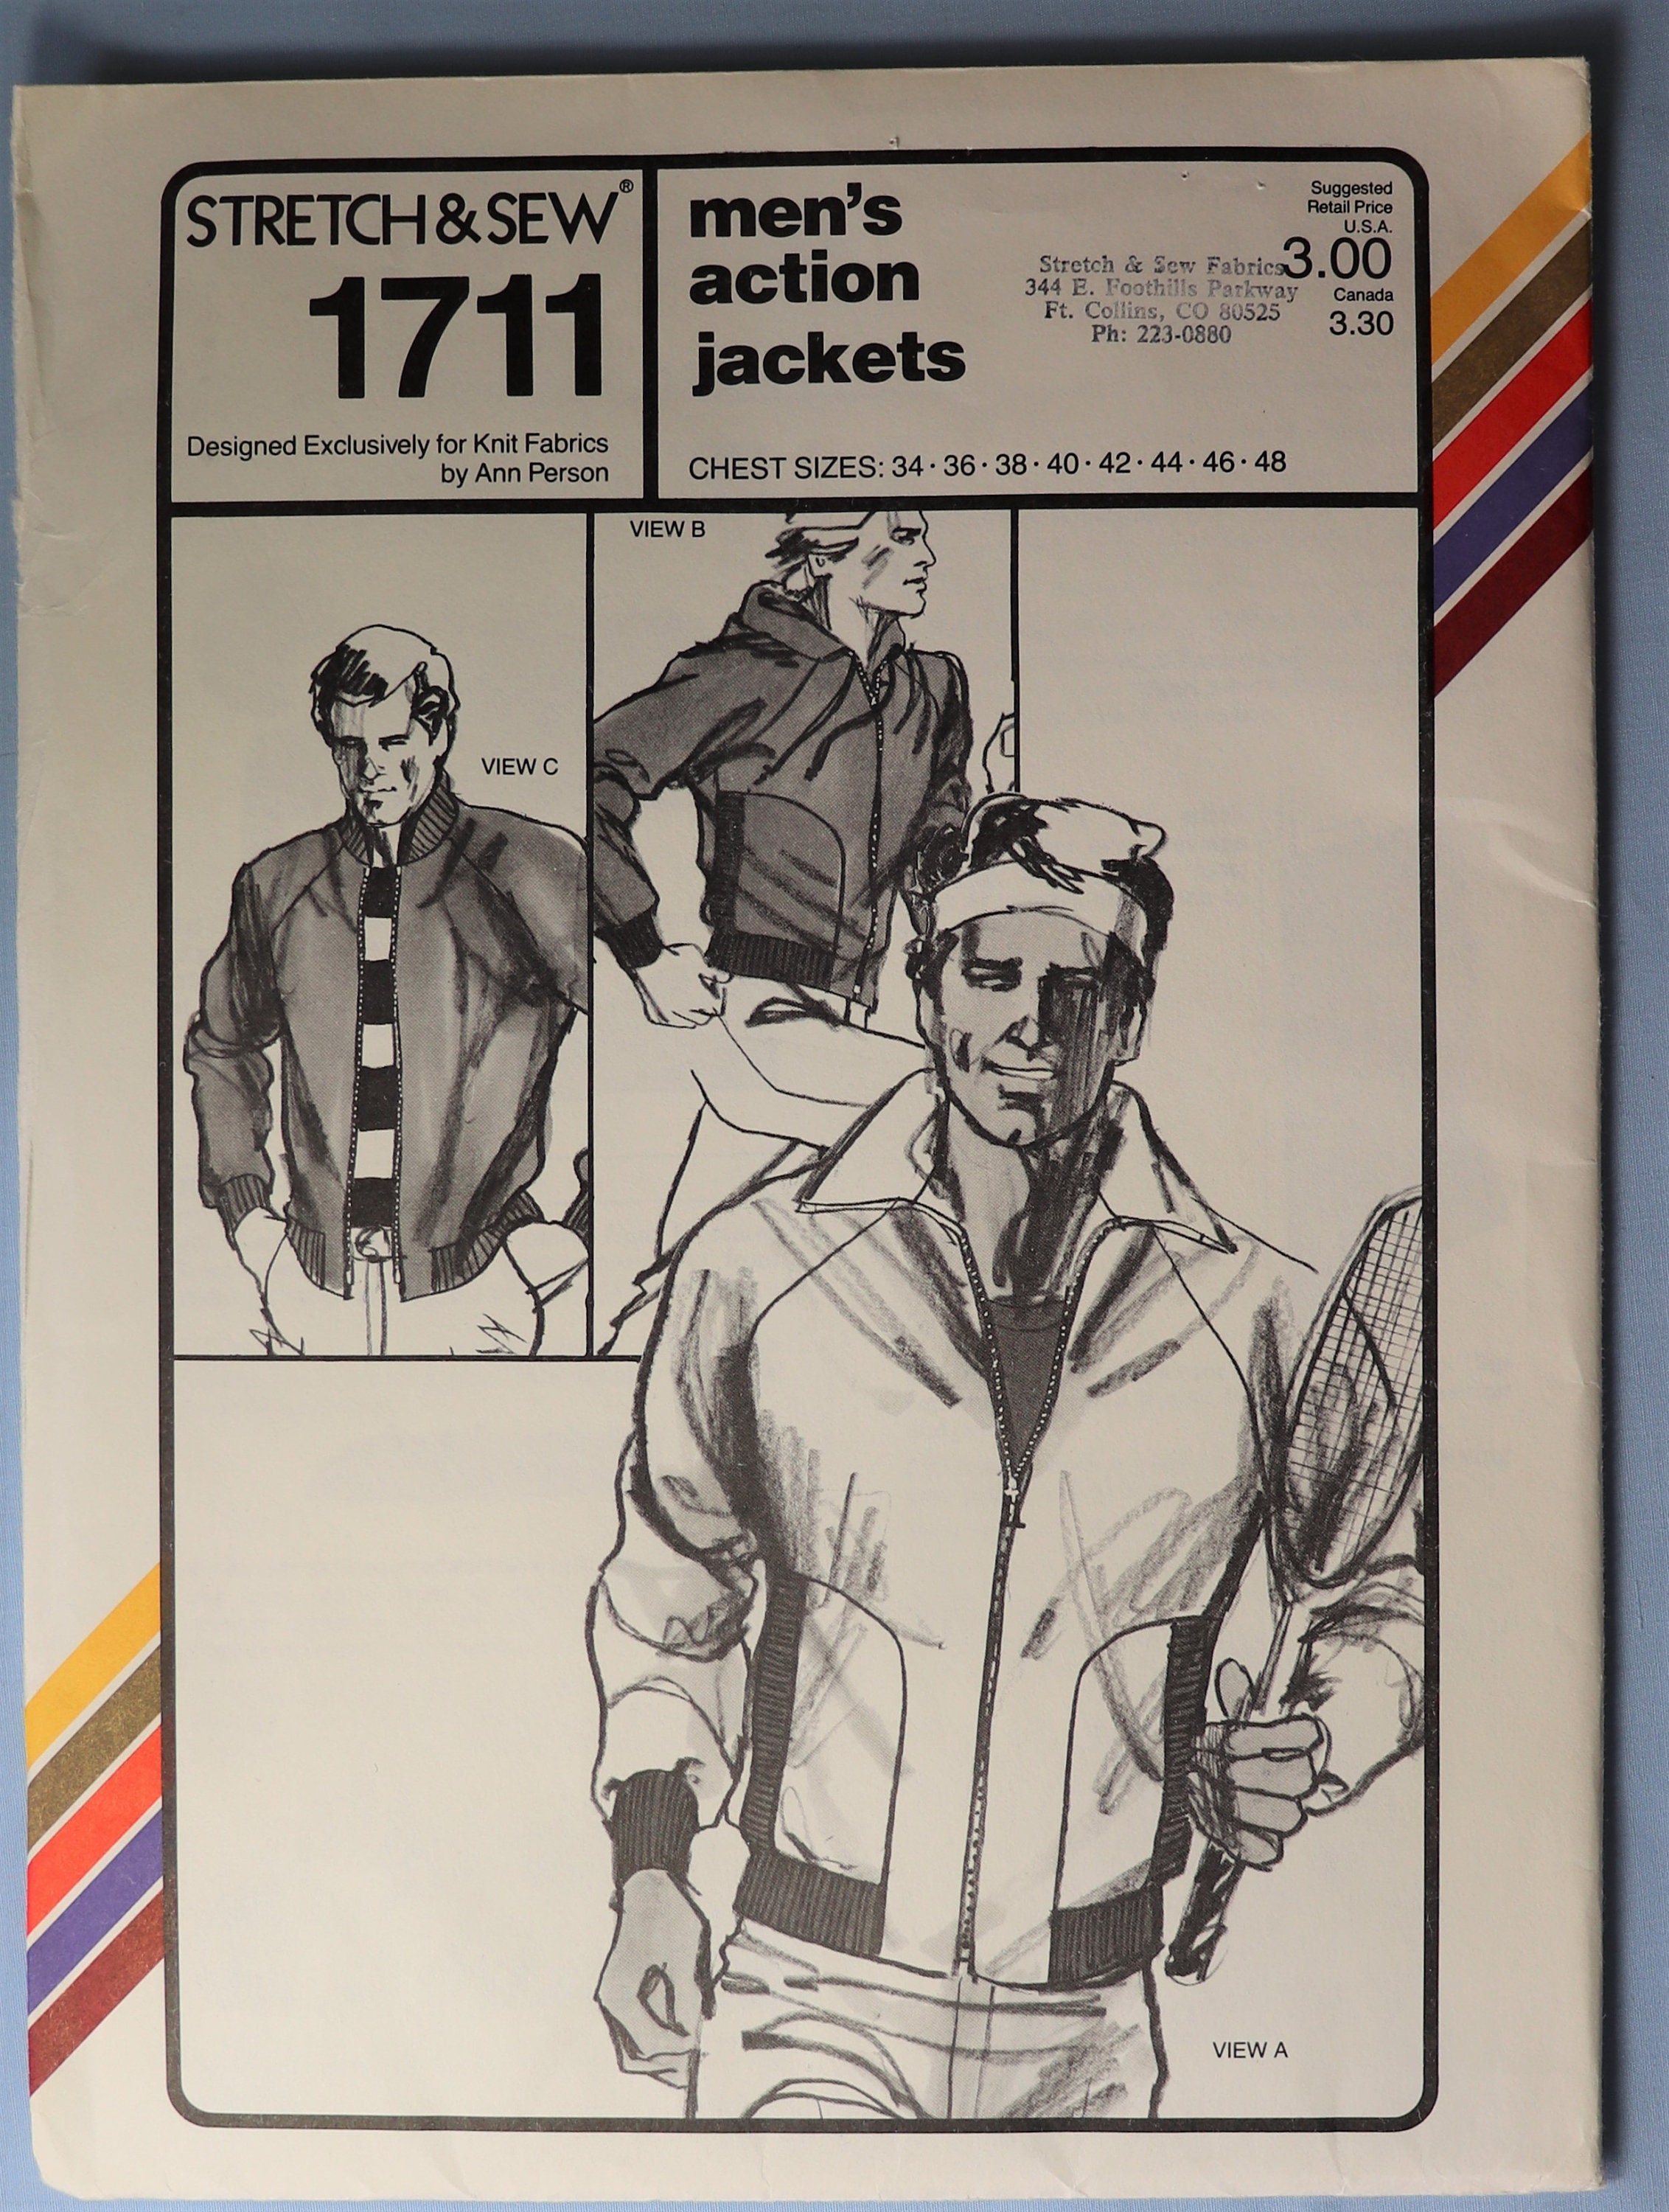 STRETCH & SEW®
1711
Designed Exclusively for Knit Fabrics
by Ann Person
men's
action
jackets
CHEST SIZES: 34 · 36 · 38 · 40 · 42 · 44 · 46 · 48
Stretch & Sew Fabrics
344 E. Foothills Parkway
Ft. Collins, CO 80525
Ph: 223-0880
Suggested
Retail Price
U.S.A.
3.00
Canada
3.30
VIEW B
VIEW C
VIEW A